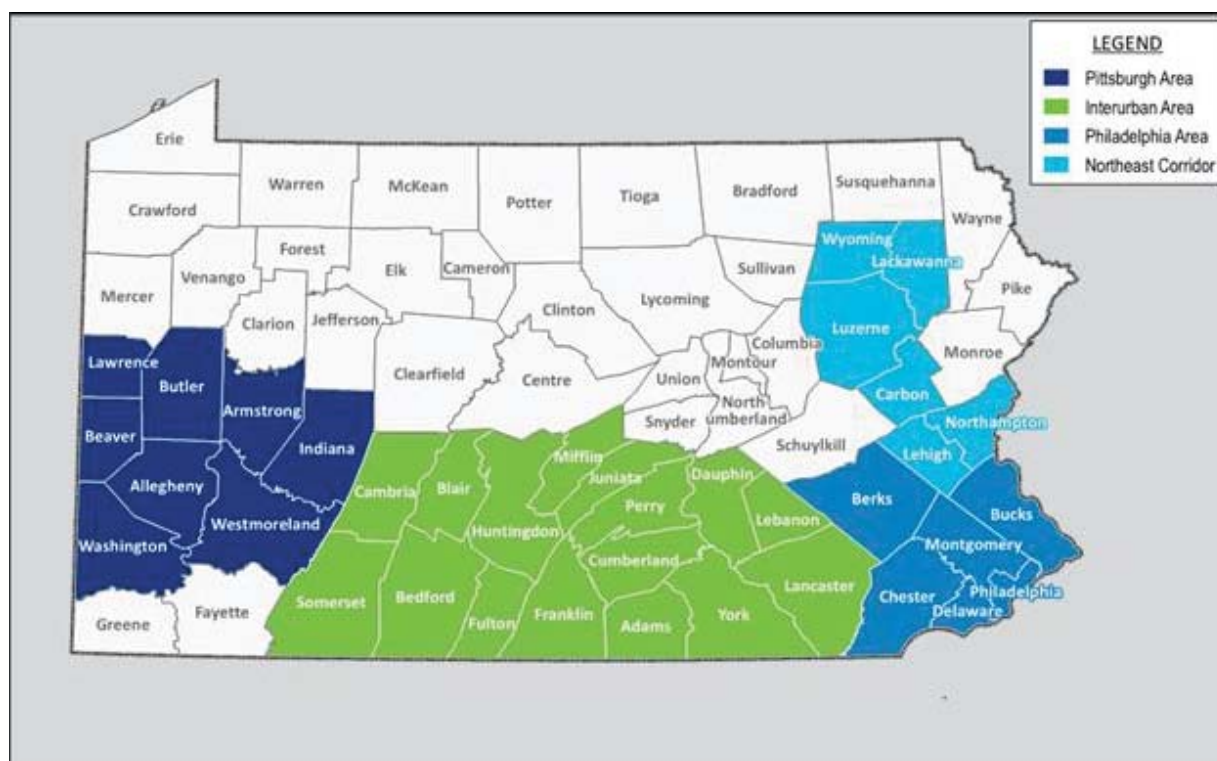 LEGEND
Pittsburgh Area
Interurban Area
Philadelphia Area
Northeast Corridor
Erie
Crawford
Warren
McKean
Potter
Tioga
Bradford
Susquehanna
Wayne
Wyoming
Lackawanna
Forest
Venango
Elk
Cameron
Sullivan
Pike
Mercer
Clarion
Jefferson
Clinton
Lycoming
Luzerne
Columbia
Monroe
Lawrence
Butler
Armstrong
Clearfield
Centre
Union
Montour
Carbon
North
umberland
Snyder
Northampton
Beaver
Indiana
Schuylkill
Lehigh
Allegheny
Cambria
Blair
Mifflin
Juniata
Dauphin
Perry
Berks
Bucks
Westmoreland
Huntingdon
Lebanon
Washington
Cumberland
Montgomery
Lancaster
Chester
Philadelphia
Delaware
Greene
Fayette
Somerset
Bedford
Fulton
Franklin
Adams
York